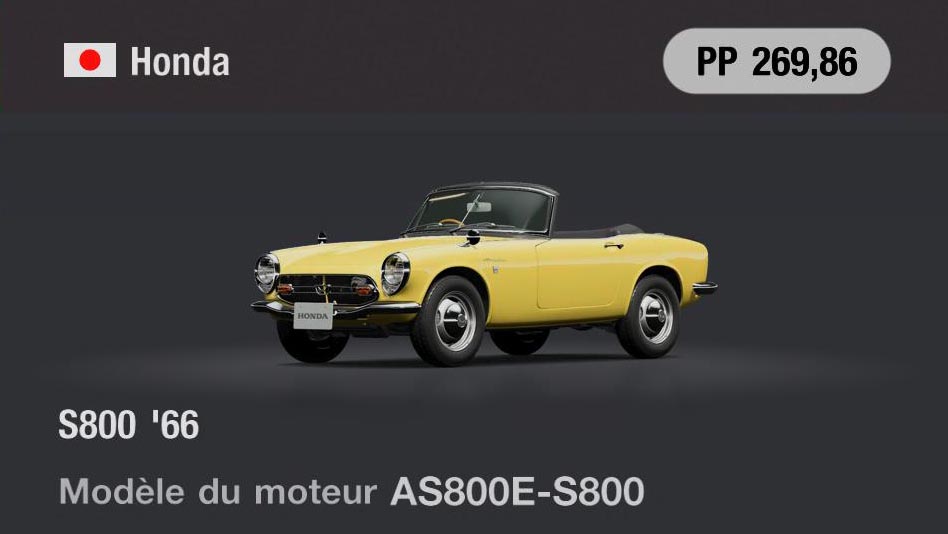 Honda
PP 269,86
HONDA
S800 '66
Modèle du moteur AS800E-S800